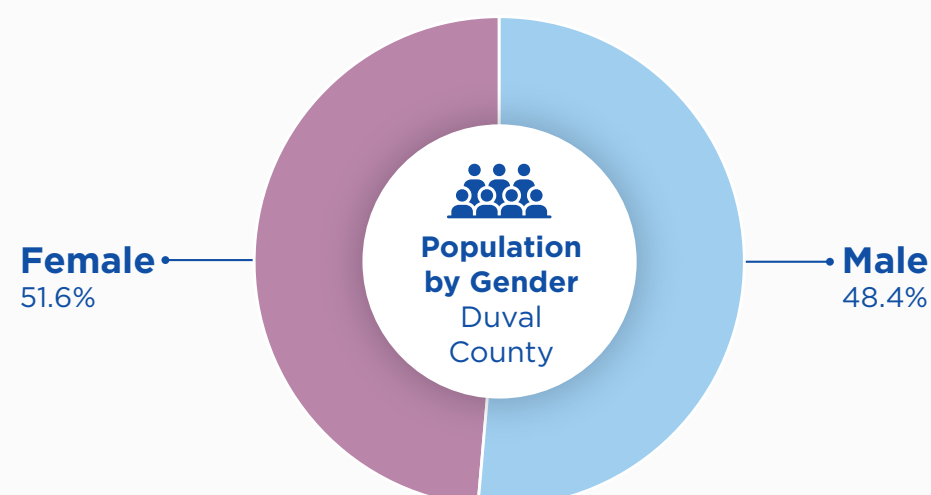 Population
by Gender
Duval
County
Female
51.6%
Male
48.4%